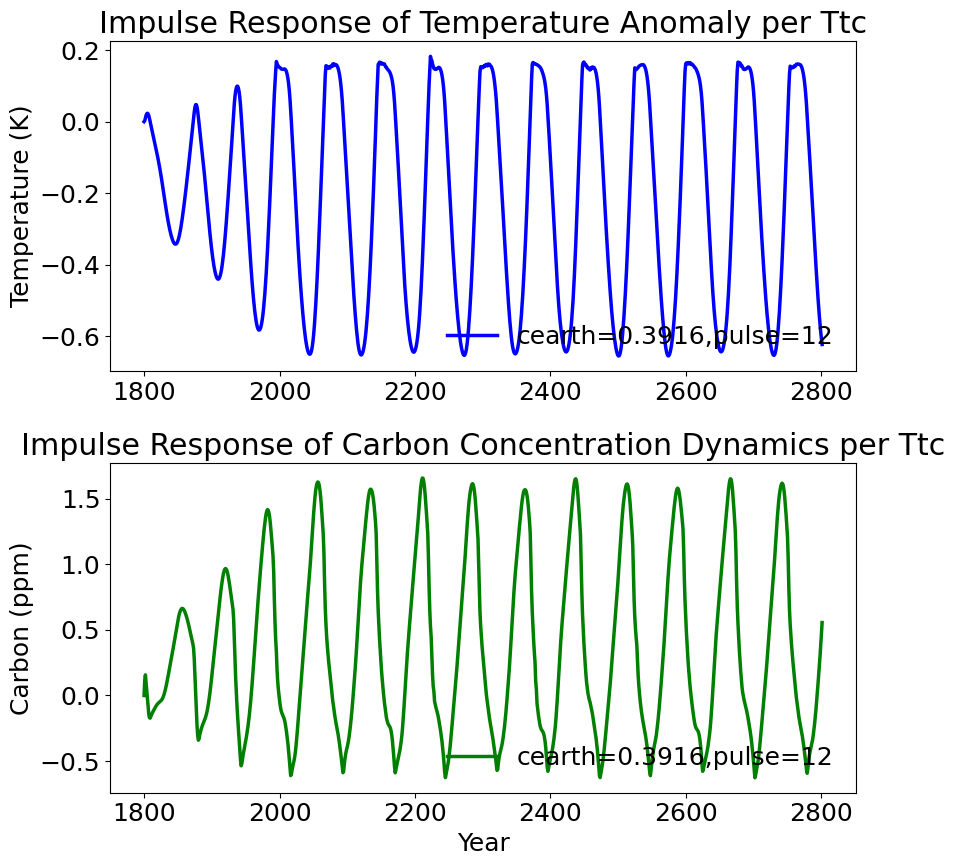 Impulse Response of Temperature Anomaly per Ttc
Temperature (K)
0.2
0.0
−0.2
−0.4
−0.6
cearth=0.3916,pulse=12
1800 2000 2200 2400 2600 2800
Impulse Response of Carbon Concentration Dynamics per Ttc
Carbon (ppm)
1.5
1.0
0.5
0.0
−0.5
cearth=0.3916,pulse=12
1800 2000 2200 2400 2600 2800
Year